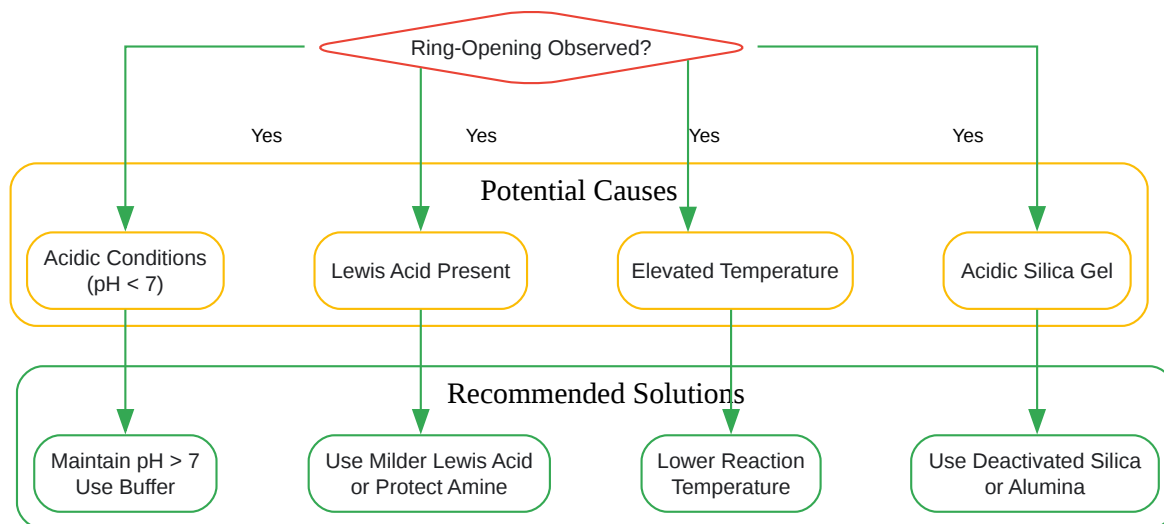 Ring-Opening Observed?
Yes
Yes
Yes
Yes
Potential Causes
Acidic Conditions
(pH < 7)
Lewis Acid Present
Elevated Temperature
Acidic Silica Gel
Recommended Solutions
Maintain pH > 7
Use Buffer
Use Milder Lewis Acid
or Protect Amine
Lower Reaction
Temperature
Use Deactivated Silica
or Alumina